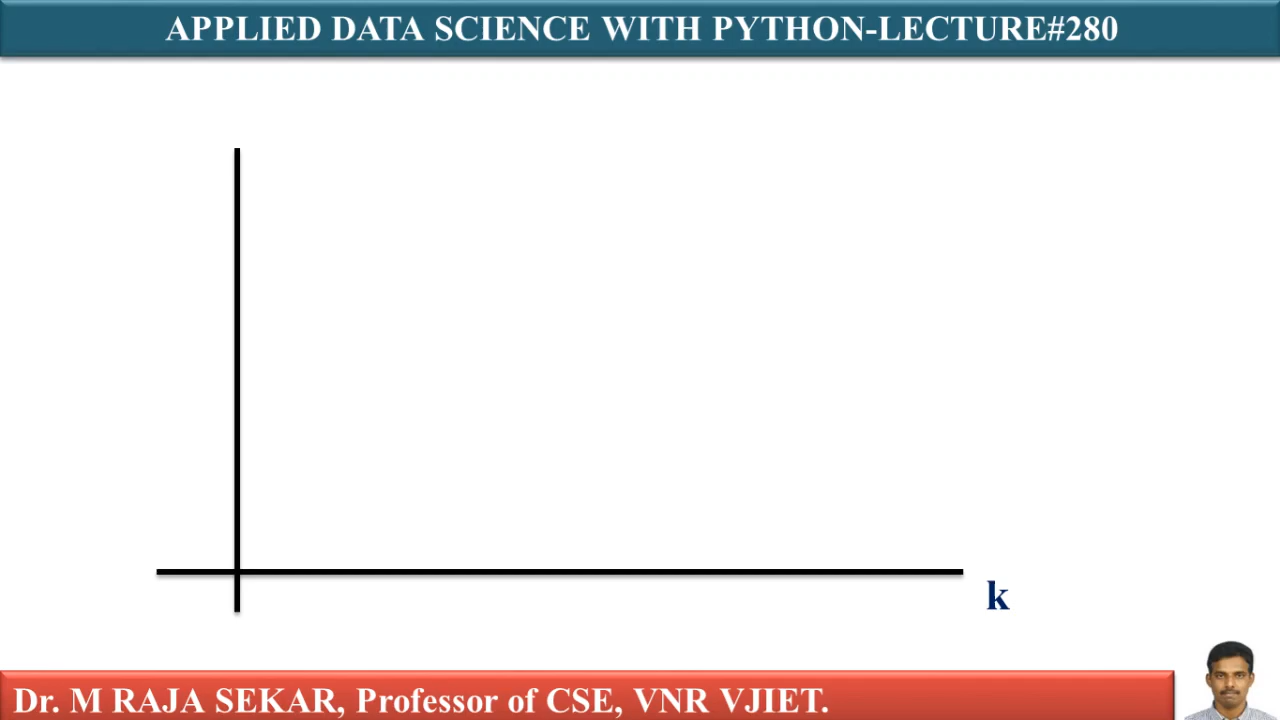 APPLIED DATA SCIENCE WITH PYTHON-LECTURE#280
k
Dr. M RAJA SEKAR, Professor of CSE, VNR VJIET.